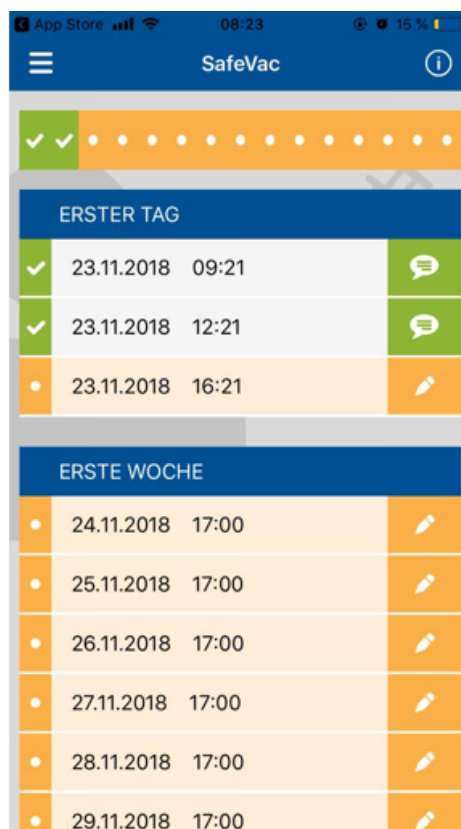 App Store 08:23 15 %
SafeVac
ERSTER TAG
23.11.2018 09:21
23.11.2018 12:21
23.11.2018 16:21
ERSTE WOCHE
24.11.2018 17:00
25.11.2018 17:00
26.11.2018 17:00
27.11.2018 17:00
28.11.2018 17:00
29.11.2018 17:00